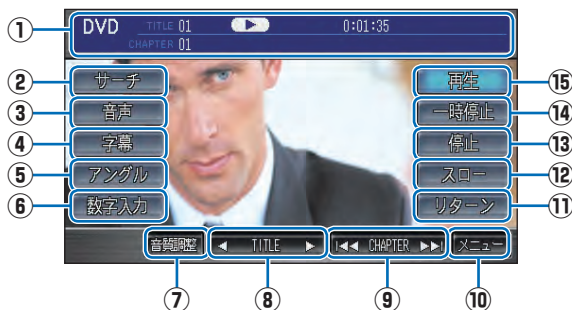 ① DVD TITLE 01 0:01:35
CHAPTER 01
② サーチ
③ 音声
④ 字幕
⑤ アングル
⑥ 数字入力
再生 ⑮
一時停止 ⑭
停止 ⑬
スロー ⑫
リターン ⑪
音質調整 ◀ TITLE ▶ I◀◀ CHAPTER ▶▶I メニュー
⑦ ⑧ ⑨ ⑩